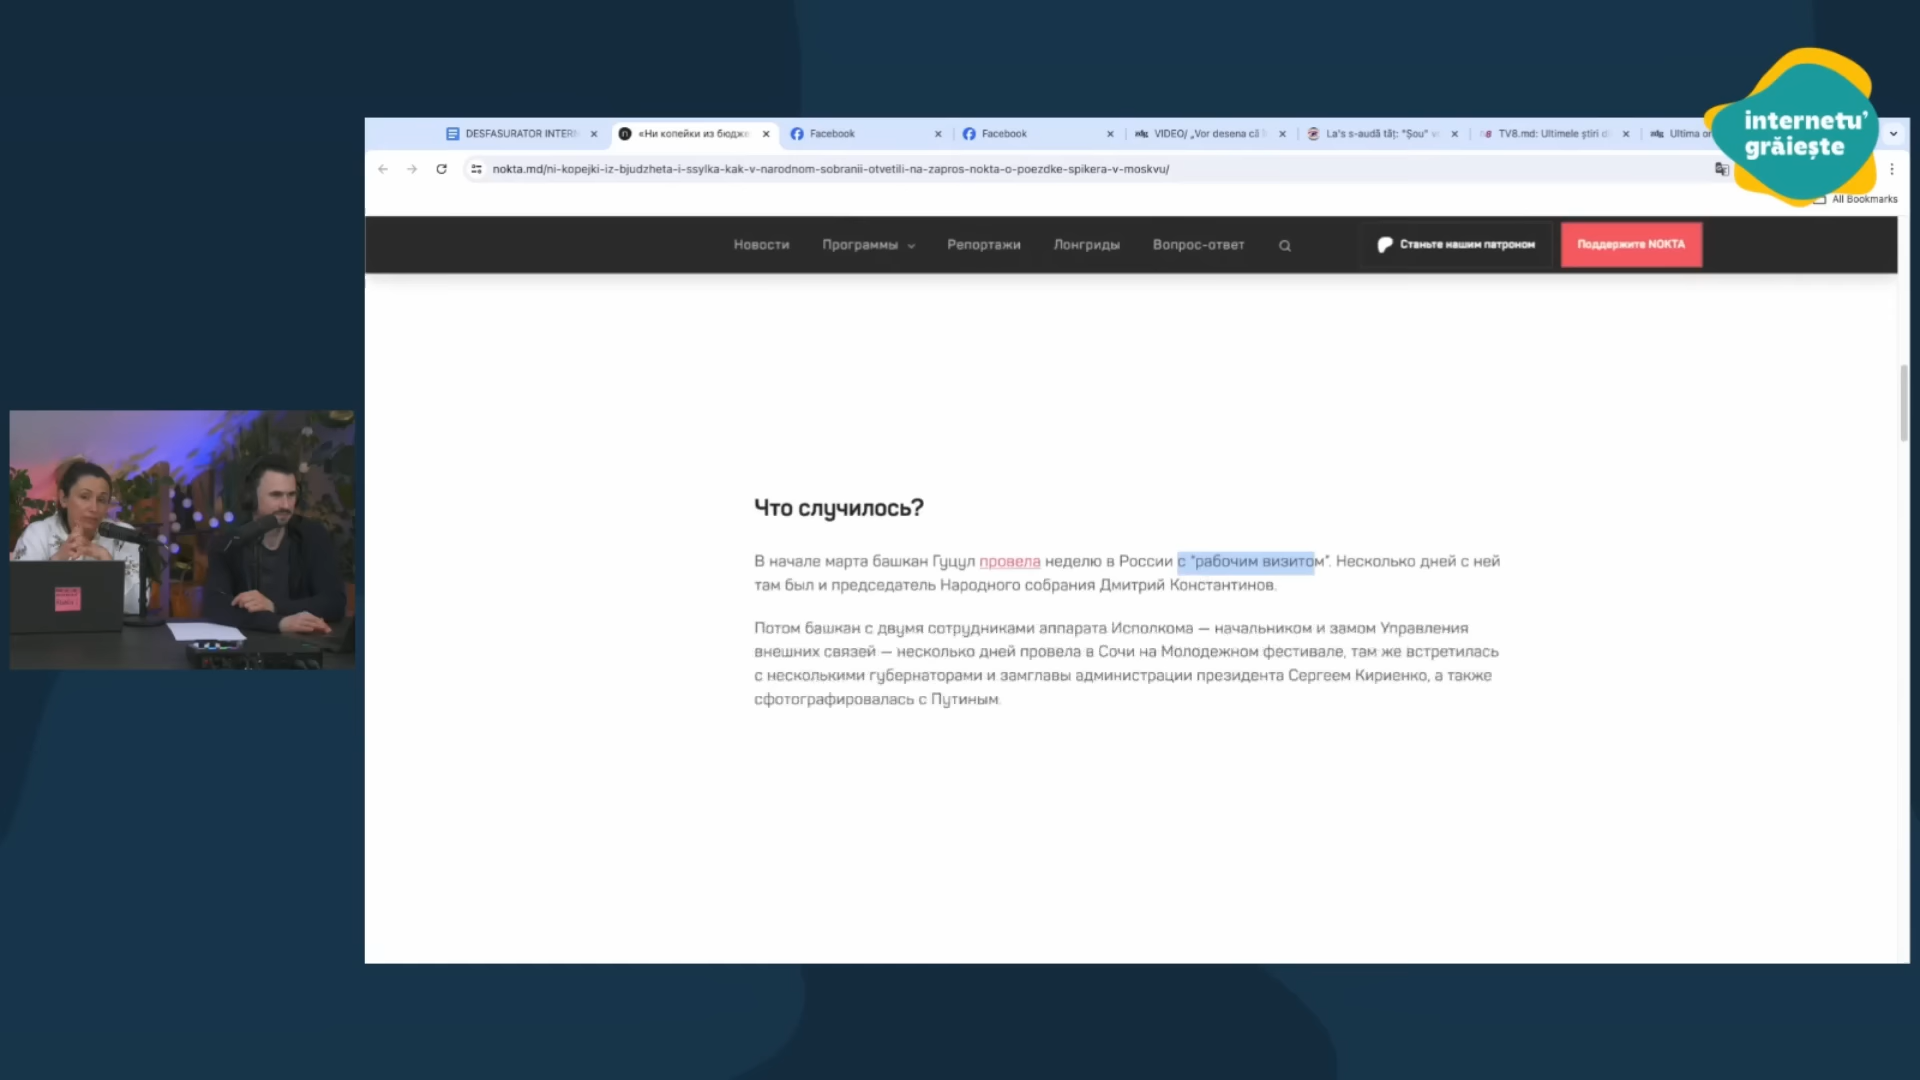 internetu'
grăiește
DESFASURATOR INTERN
«Ни копейки из бюдже
Facebook
Facebook
VIDEO/ „Vor desena că
La's s-audă tăț: "Șou" v
TV8.md: Ultimele știri d
Ultima or
nokta.md/ni-kopejki-iz-bjudzheta-i-ssylka-kak-v-narodnom-sobranii-otvetili-na-zapros-nokta-o-poezdke-spikera-v-moskvu/
All Bookmarks
Новости Программы Репортажи Лонгриды Вопрос-ответ Станьте нашим патроном Поддержите NOKTA
Что случилось?
В начале марта башкан Гуцул провела неделю в России с "рабочим визитом". Несколько дней с ней
там был и председатель Народного собрания Дмитрий Константинов.
Потом башкан с двумя сотрудниками аппарата Исполкома — начальником и замом Управления
внешних связей — несколько дней провела в Сочи на Молодежном фестивале, там же встретилась
с несколькими губернаторами и замглавы администрации президента Сергеем Кириенко, а также
сфотографировалась с Путиным.